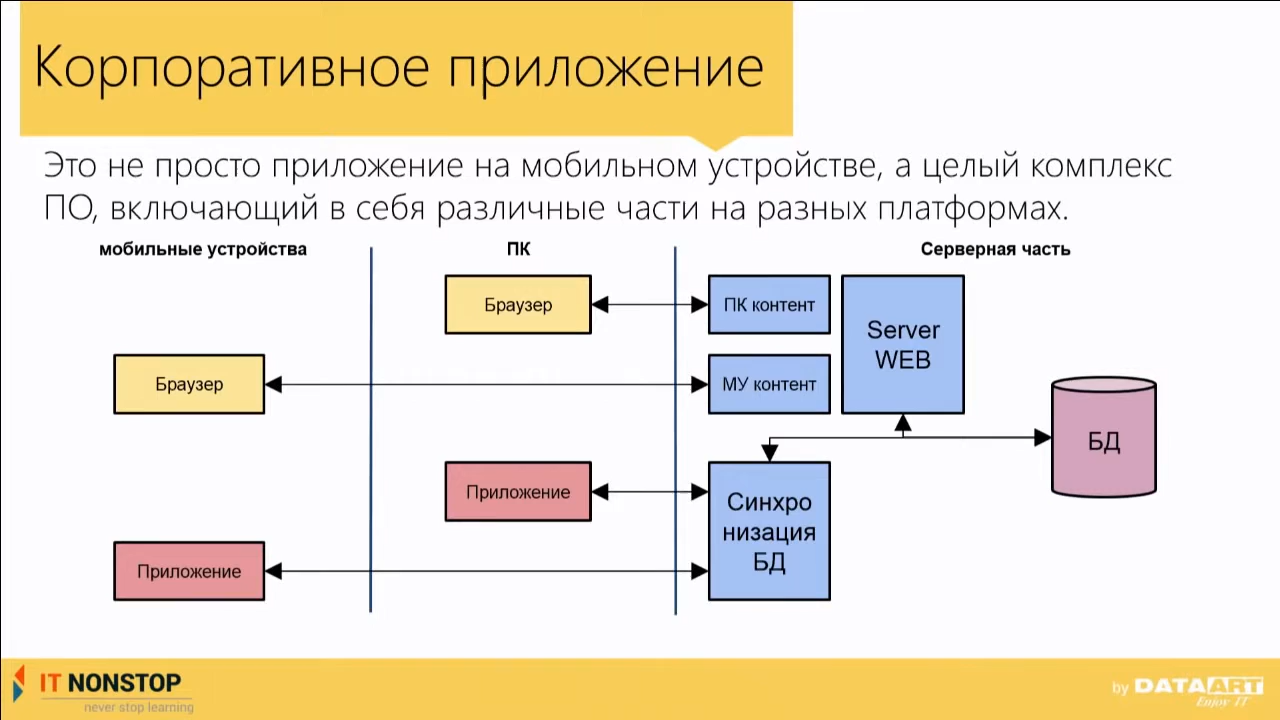 Корпоративное приложение
Это не просто приложение на мобильном устройстве, а целый комплекс
ПО, включающий в себя различные части на разных платформах.
мобильные устройства
ПК
Серверная часть
Браузер
ПК контент
Server
WEB
Браузер
МУ контент
БД
Приложение
Синхро
низация
БД
Приложение
IT NONSTOP
never stop learning
by DATAART
Enjoy IT